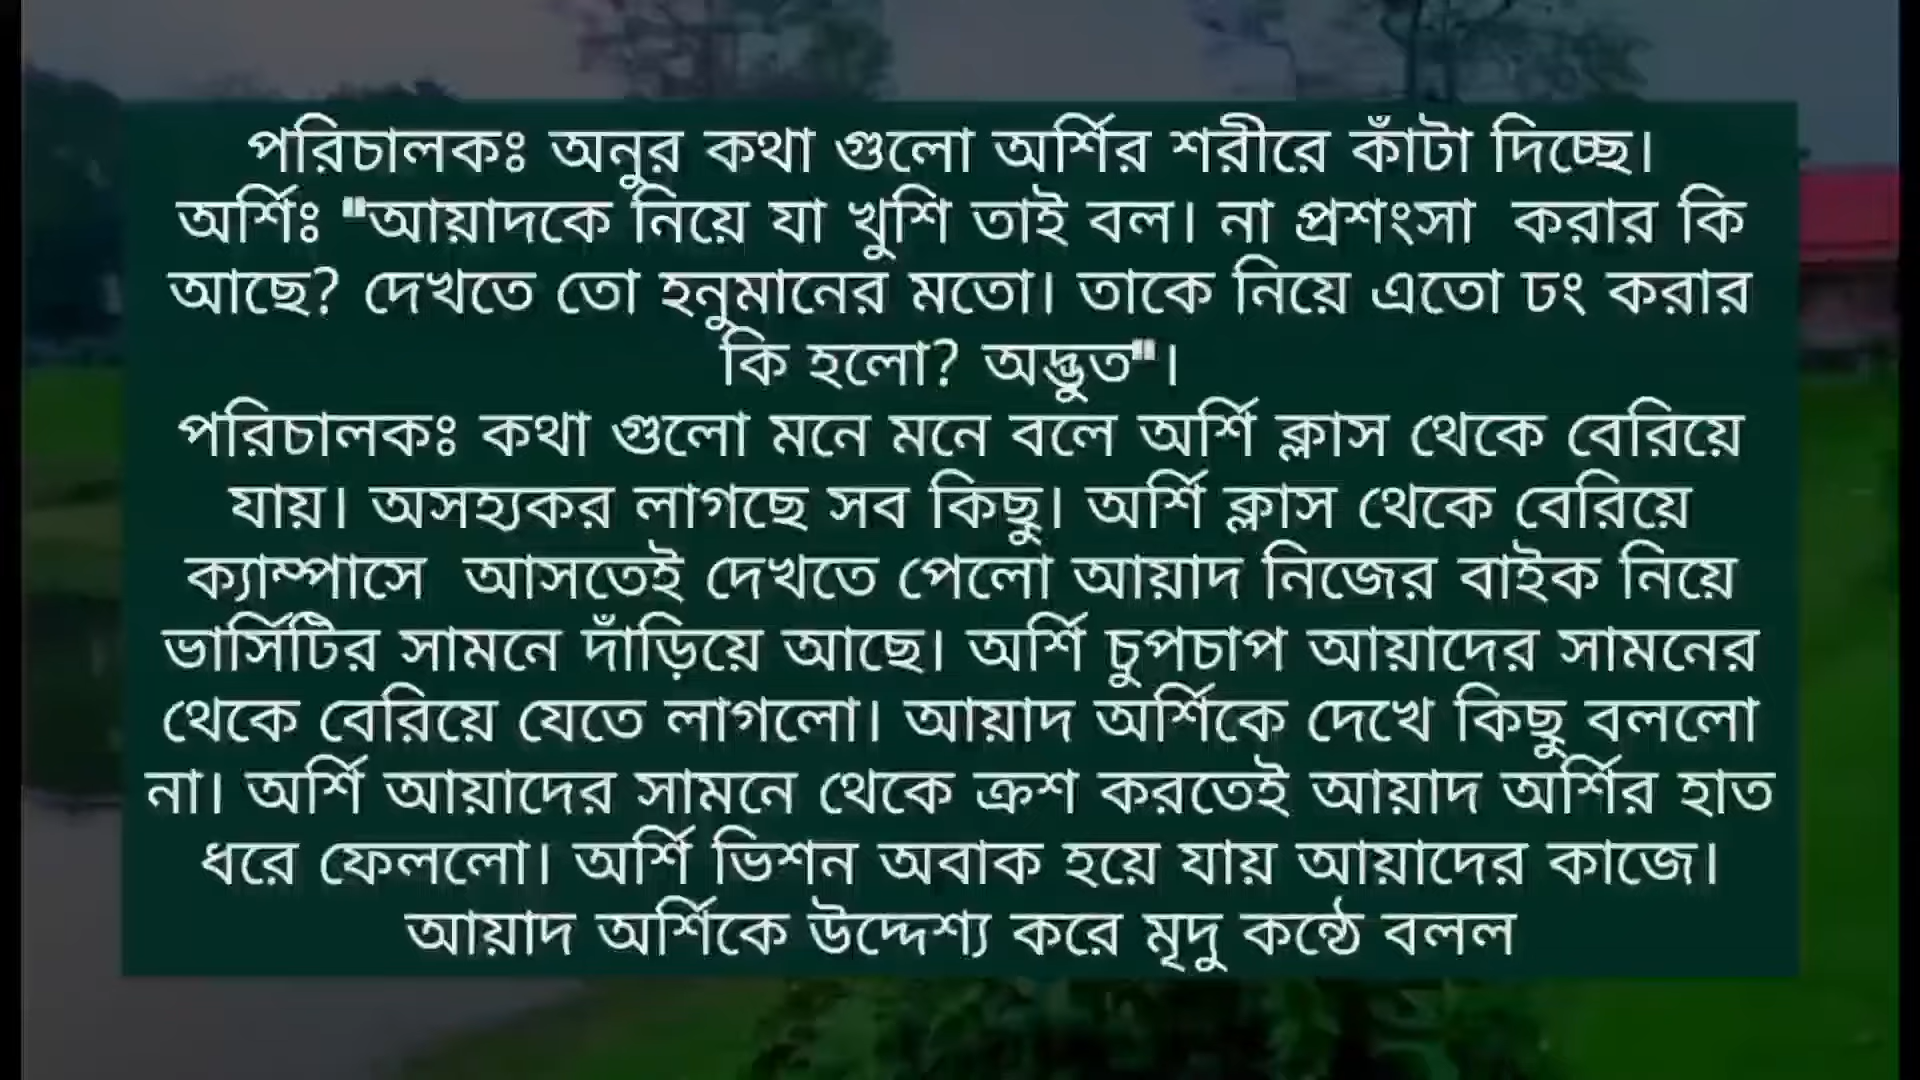 পরিচালকঃ অনুর কথা গুলো অর্শির শরীরে কাঁটা দিচ্ছে।
অর্শিঃ "আয়াদকে নিয়ে যা খুশি তাই বল। না প্রশংসা করার কি
আছে? দেখতে তো হনুমানের মতো। তাকে নিয়ে এতো ঢং করার
কি হলো? অদ্ভুত"।
পরিচালকঃ কথা গুলো মনে মনে বলে অর্শি ক্লাস থেকে বেরিয়ে
যায়। অসহ্যকর লাগছে সব কিছু। অর্শি ক্লাস থেকে বেরিয়ে
ক্যাম্পাসে আসতেই দেখতে পেলো আয়াদ নিজের বাইক নিয়ে
ভার্সিটির সামনে দাঁড়িয়ে আছে। অর্শি চুপচাপ আয়াদের সামনের
থেকে বেরিয়ে যেতে লাগলো। আয়াদ অর্শিকে দেখে কিছু বললো
না। অর্শি আয়াদের সামনে থেকে ক্রশ করতেই আয়াদ অর্শির হাত
ধরে ফেললো। অর্শি ভিশন অবাক হয়ে যায় আয়াদের কাজে।
আয়াদ অর্শিকে উদ্দেশ্য করে মৃদু কন্ঠে বলল